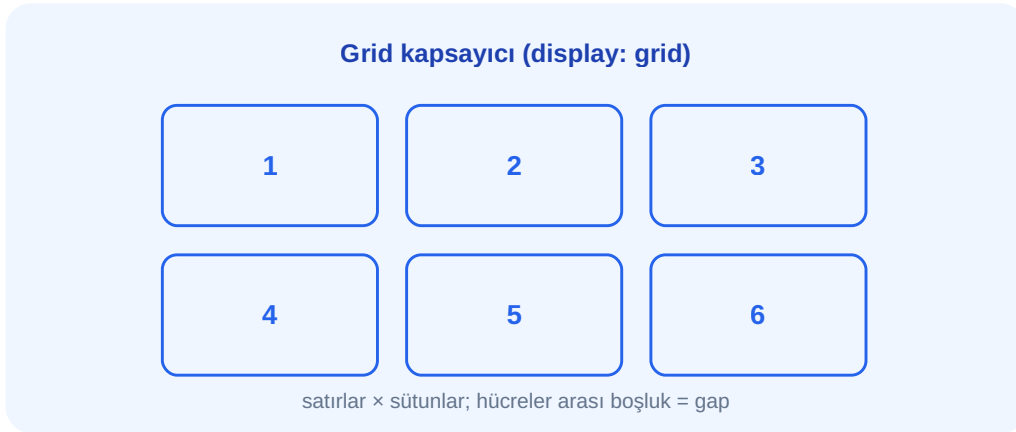 Grid kapsayıcı (display: grid)
1 2 3
4 5 6
satırlar × sütunlar; hücreler arası boşluk = gap